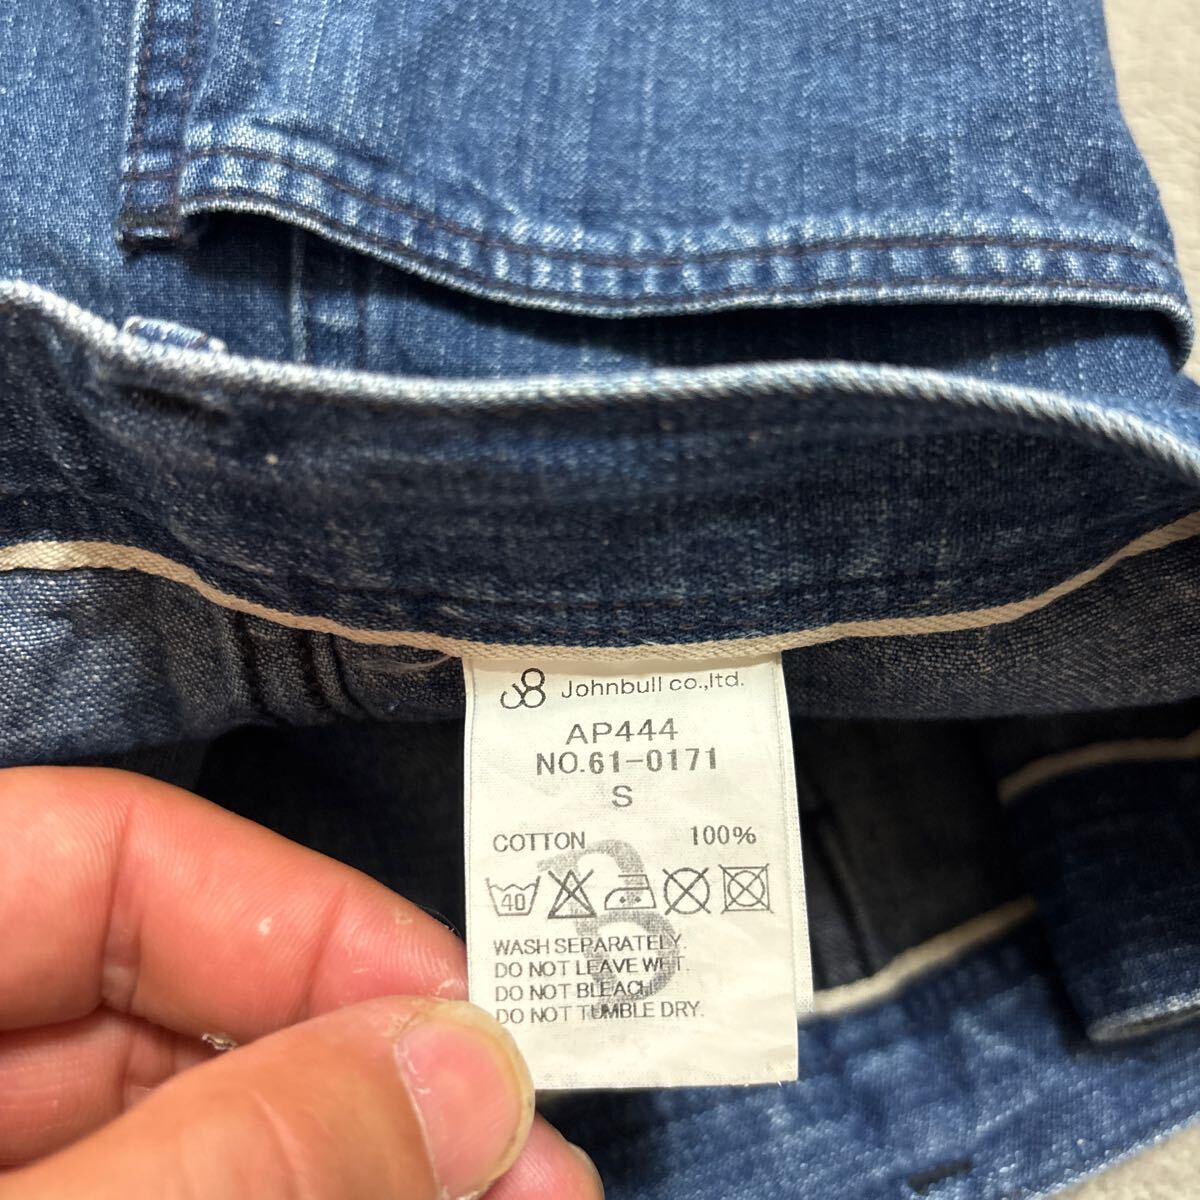 Johnbull co.,ltd.
AP444
NO.61-0171
S
COTTON 100%
40
WASH SEPARATELY.
DO NOT LEAVE WET.
DO NOT BLEACH.
DO NOT TUMBLE DRY.